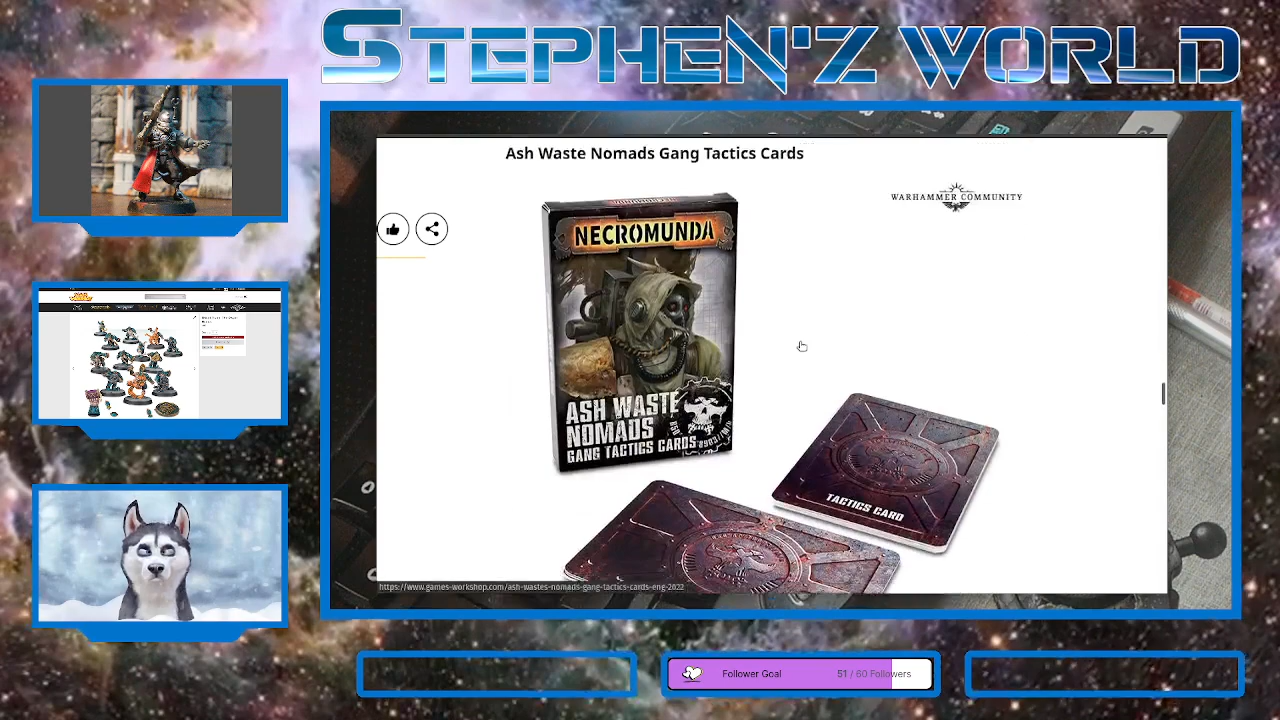 STEPHEN'Z WORLD
Ash Waste Nomads Gang Tactics Cards
WARHAMMER COMMUNITY
NECROMUNDA
ASH WASTE
NOMADS
GANG TACTICS CARDS
TACTICS CARD
https://www.games-workshop.com/ash-wastes-nomads-gang-tactics-cards-eng-2022
Follower Goal 51 / 60 Followers